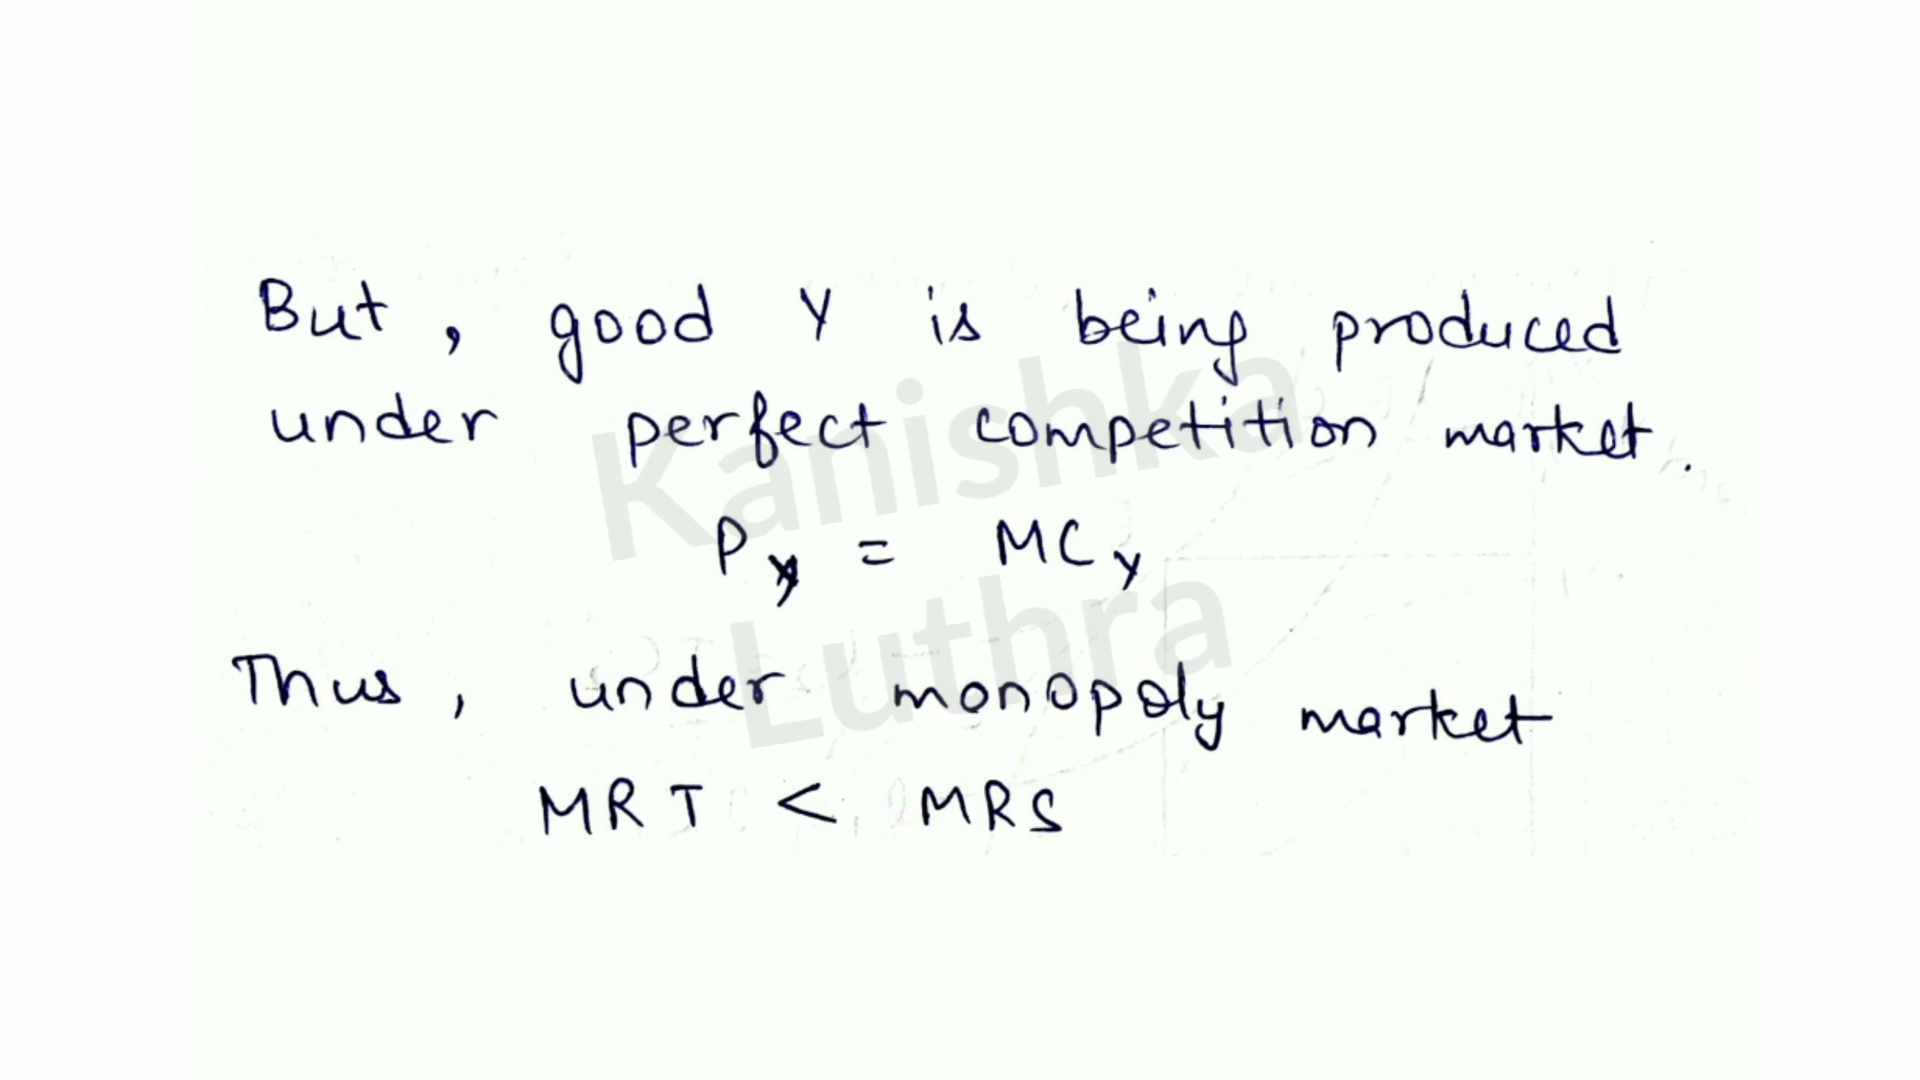 But, good Y is being produced
under perfect competition market.
Py = MCy
Thus, under monopoly market
MRT < MRS
Kanishka
Luthra